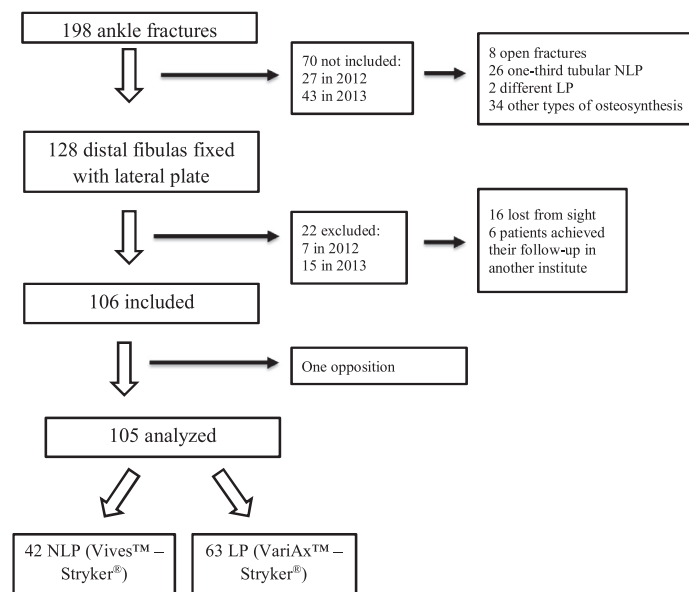 198 ankle fractures
70 not included:
27 in 2012
43 in 2013
8 open fractures
26 one-third tubular NLP
2 different LP
34 other types of osteosynthesis
128 distal fibulas fixed
with lateral plate
22 excluded:
7 in 2012
15 in 2013
16 lost from sight
6 patients achieved
their follow-up in
another institute
106 included
One opposition
105 analyzed
42 NLP (Vives™ –
Stryker®)
63 LP (VariAx™ –
Stryker®)